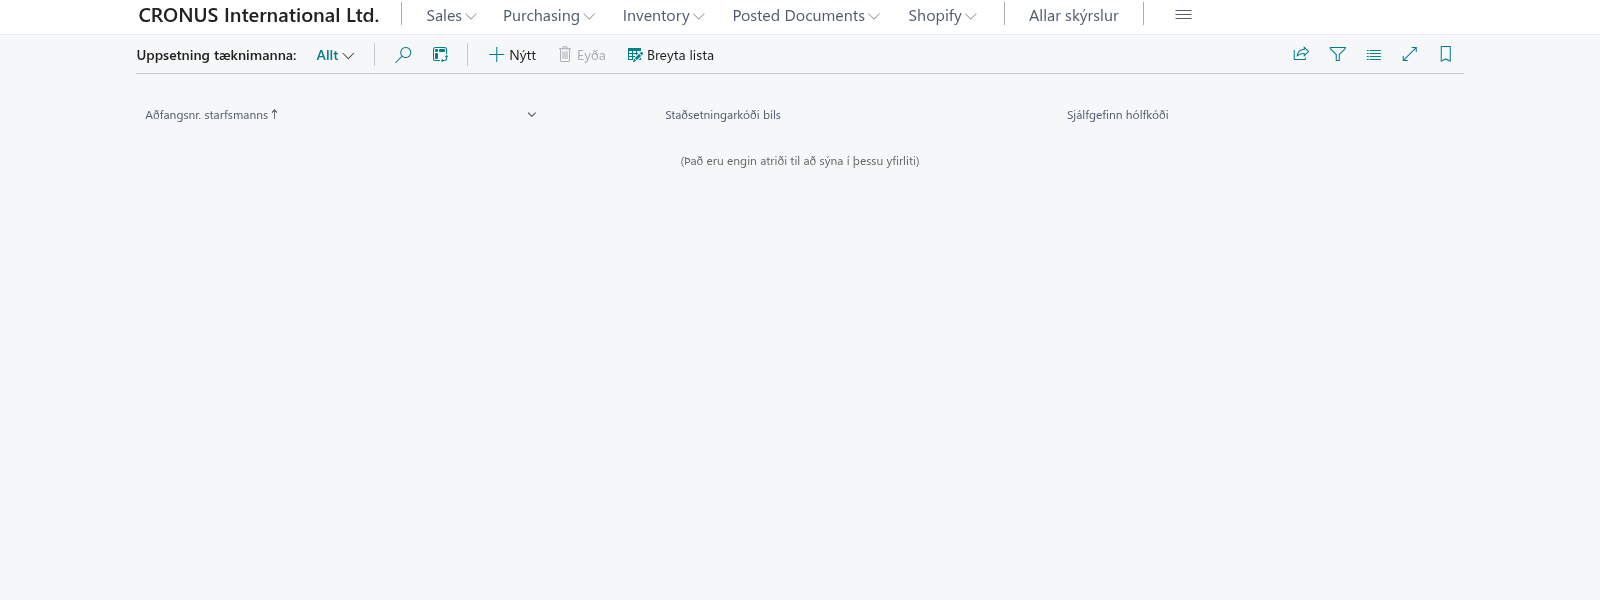 CRONUS International Ltd. Sales Purchasing Inventory Posted Documents Shopify Allar skýrslur
Uppsetning tæknimanna: Allt Nýtt Eyða Breyta lista
Aðfangsnr. starfsmanns ↑ Staðsetningarkóði bíls Sjálfgefinn hólfkóði
(Það eru engin atriði til að sýna í þessu yfirliti)